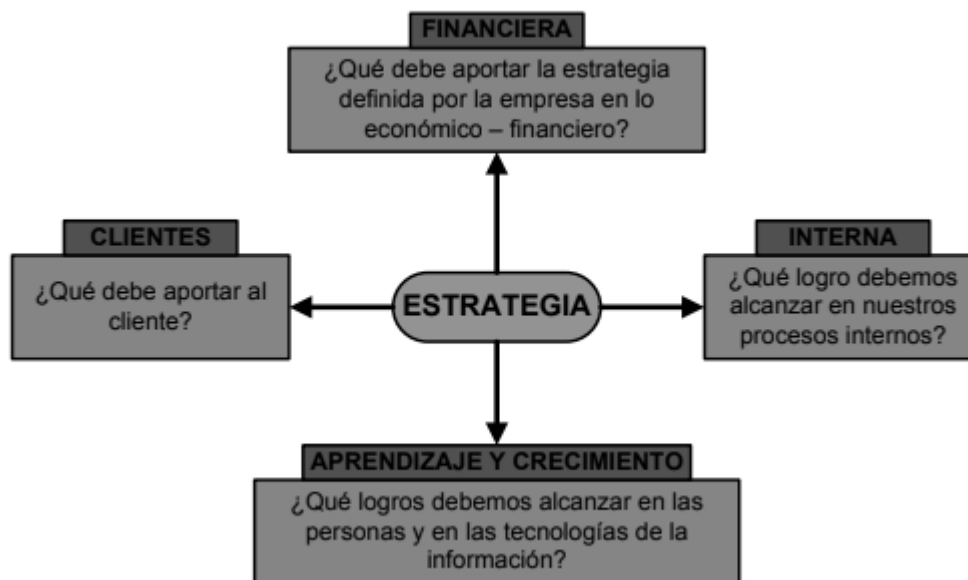 FINANCIERA
¿Qué debe aportar la estrategia
definida por la empresa en lo
económico – financiero?
CLIENTES
¿Qué debe aportar al
cliente?
ESTRATEGIA
INTERNA
¿Qué logro debemos
alcanzar en nuestros
procesos internos?
APRENDIZAJE Y CRECIMIENTO
¿Qué logros debemos alcanzar en las
personas y en las tecnologías de la
información?